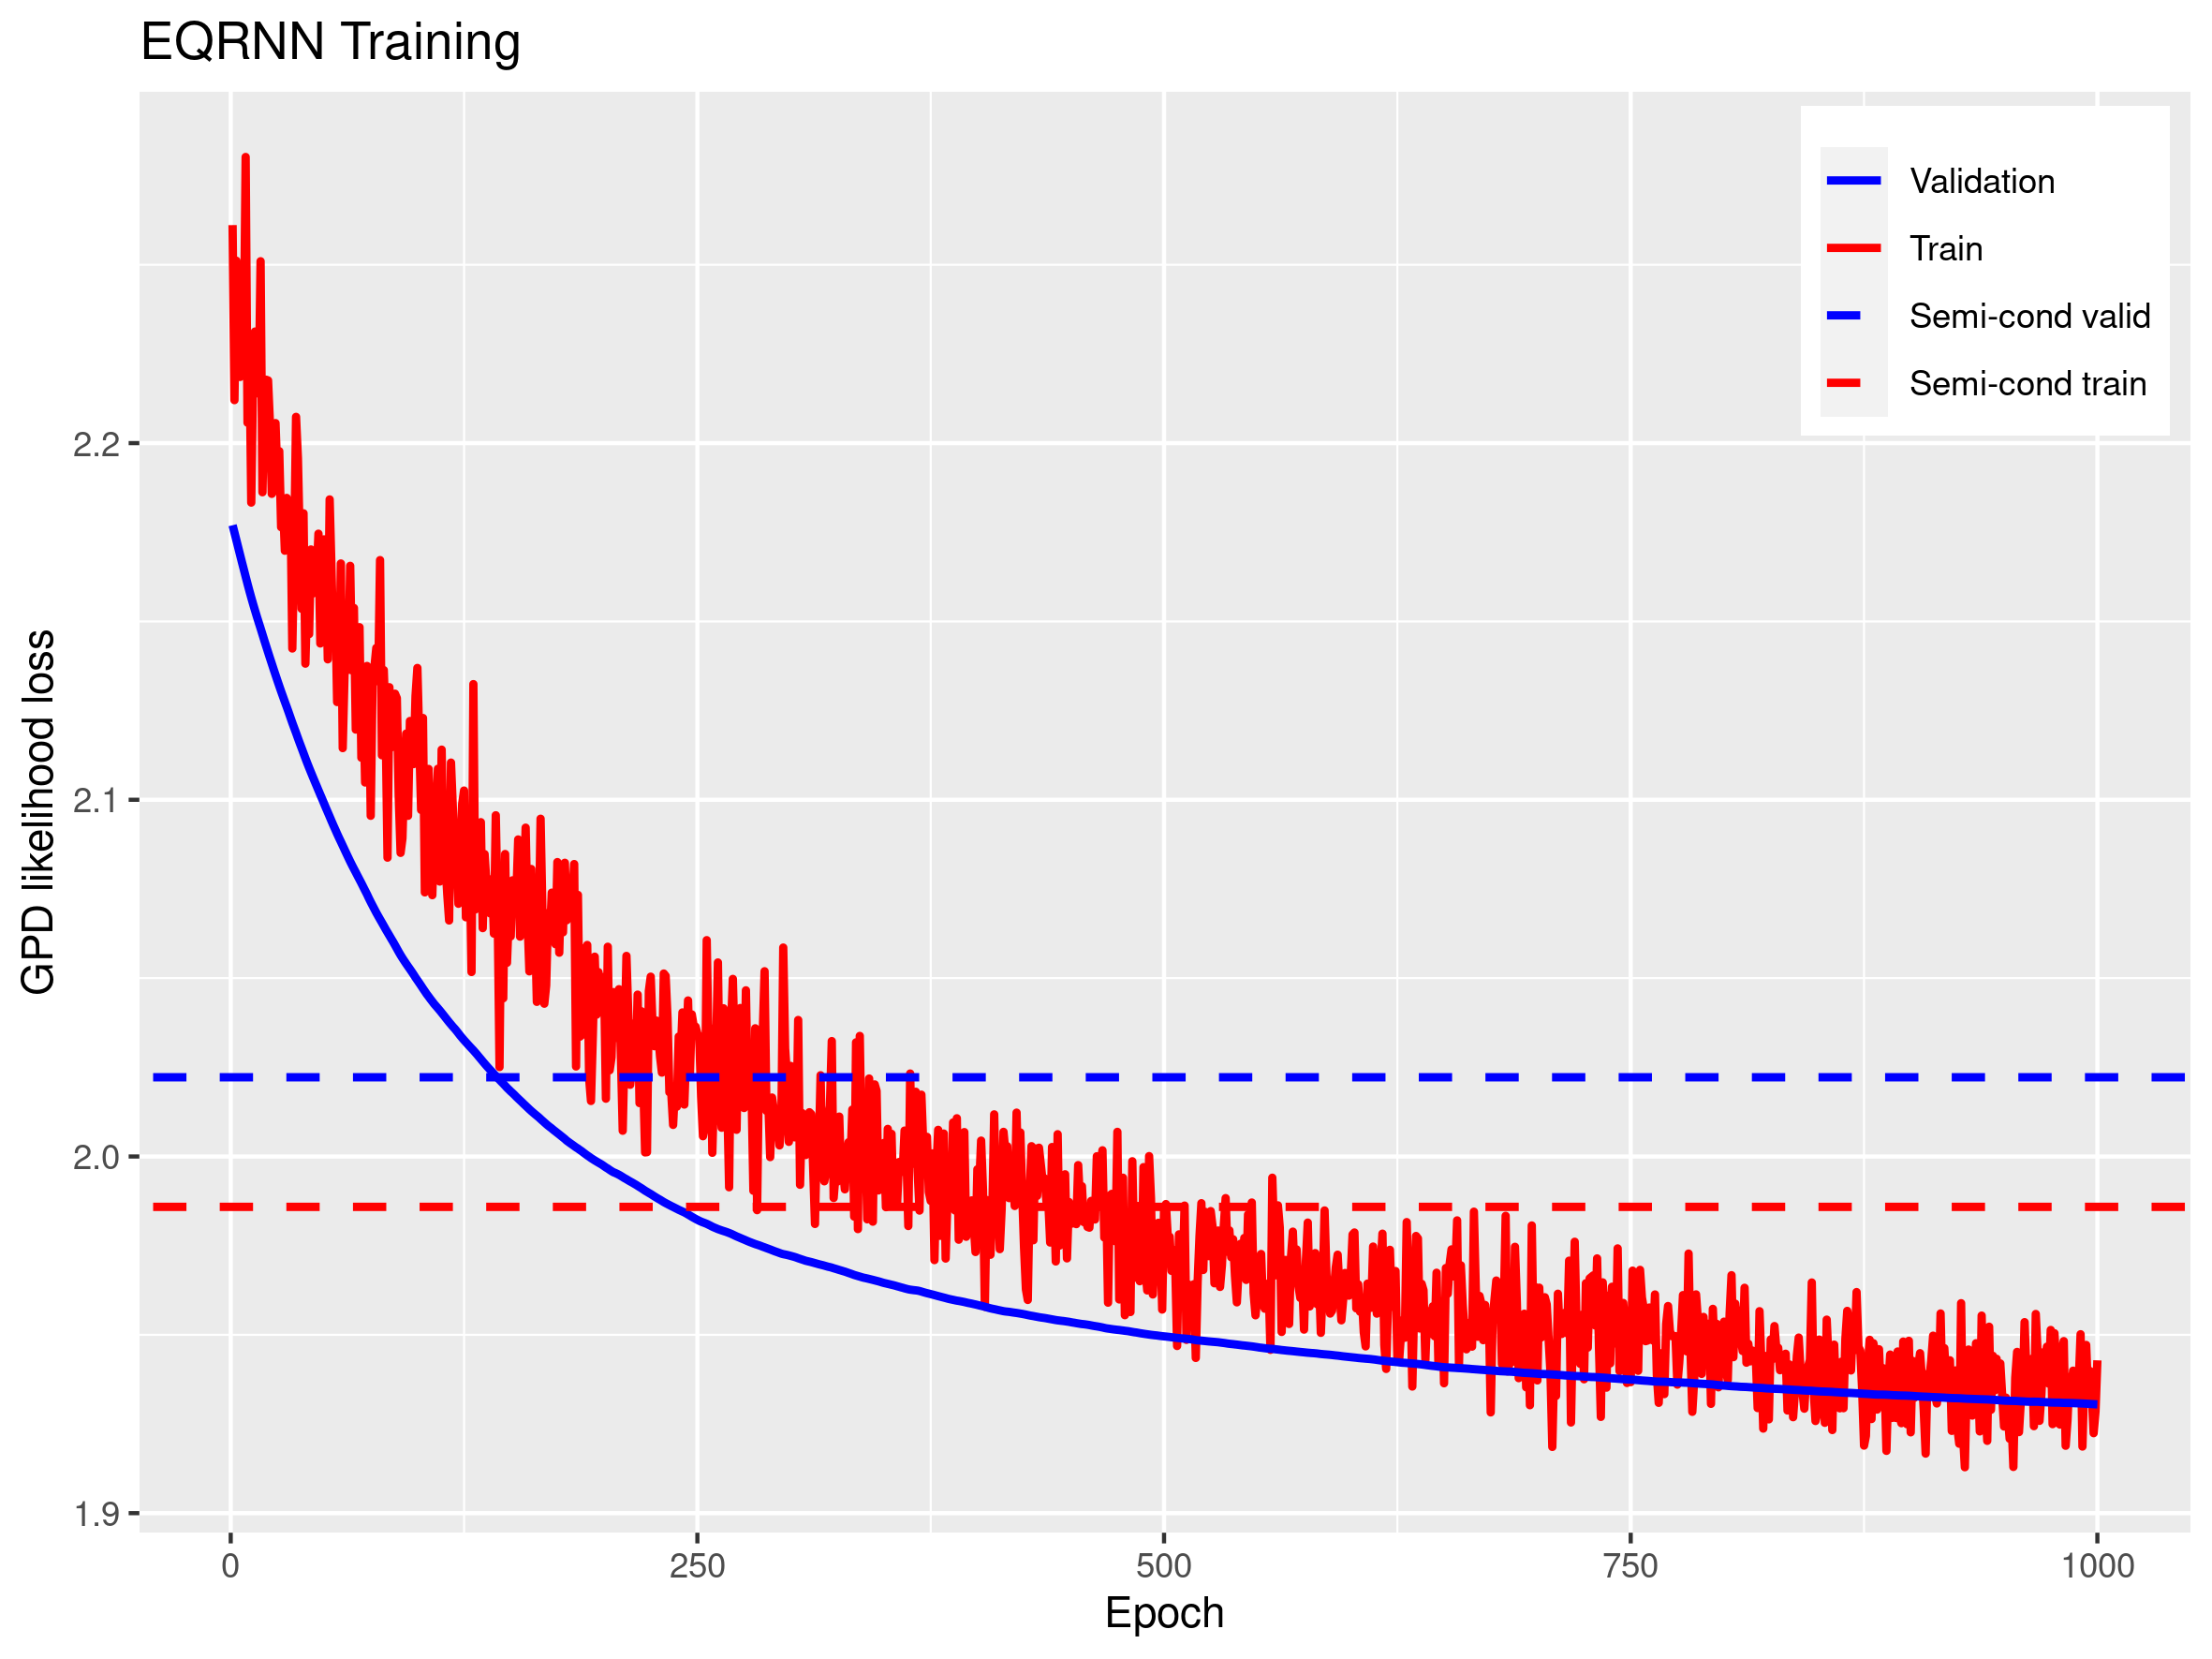 EQRNN Training
Validation
Train
Semi-cond valid
Semi-cond train
GPD likelihood loss
2.2
2.1
2.0
1.9
0 250 500 750 1000
Epoch